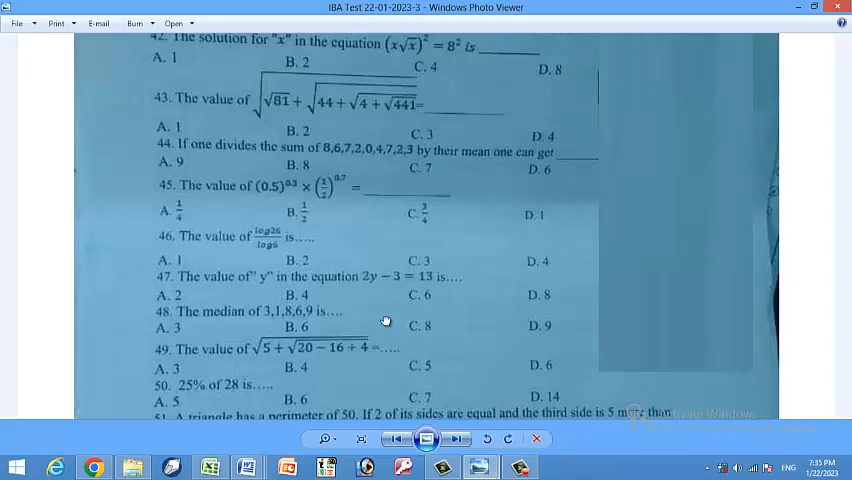 IBA Test 22-01-2023-3 - Windows Photo Viewer
File Print E-mail Burn Open
42. The solution for "x" in the equation (x√x)² = 8² is ______
A. 1 B. 2 C. 4 D. 8
43. The value of √(√81 + √(44 + √(4 + √441)))= ______
A. 1 B. 2 C. 3 D. 4
44. If one divides the sum of 8,6,7,2,0,4,7,2,3 by their mean one can get ______
A. 9 B. 8 C. 7 D. 6
45. The value of (0.5)^0.3 × (1/2)^0.7 = ______
A. 1/4 B. 1/2 C. 3/4 D. 1
46. The value of log36/log6 is.....
A. 1 B. 2 C. 3 D. 4
47. The value of" y" in the equation 2y − 3 = 13 is....
A. 2 B. 4 C. 6 D. 8
48. The median of 3,1,8,6,9 is....
A. 3 B. 6 C. 8 D. 9
49. The value of √(5 + √(20 − 16 ÷ 4)) =.....
A. 3 B. 4 C. 5 D. 6
50. 25% of 28 is.....
A. 5 B. 6 C. 7 D. 14
51. A triangle has a perimeter of 50. If 2 of its sides are equal and the third side is 5 more than
Activate Windows
ENG
7:35 PM
1/22/2023